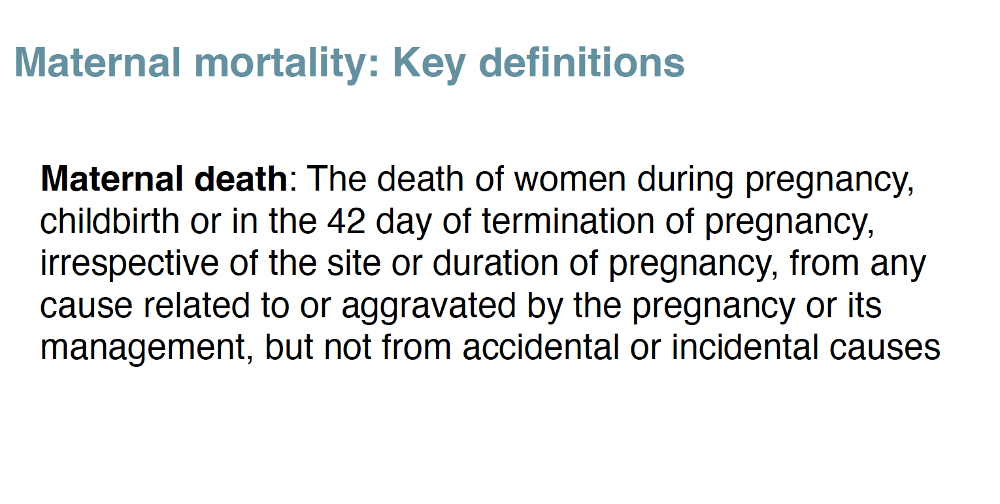 Maternal mortality: Key definitions
Maternal death: The death of women during pregnancy,
childbirth or in the 42 day of termination of pregnancy,
irrespective of the site or duration of pregnancy, from any
cause related to or aggravated by the pregnancy or its
management, but not from accidental or incidental causes